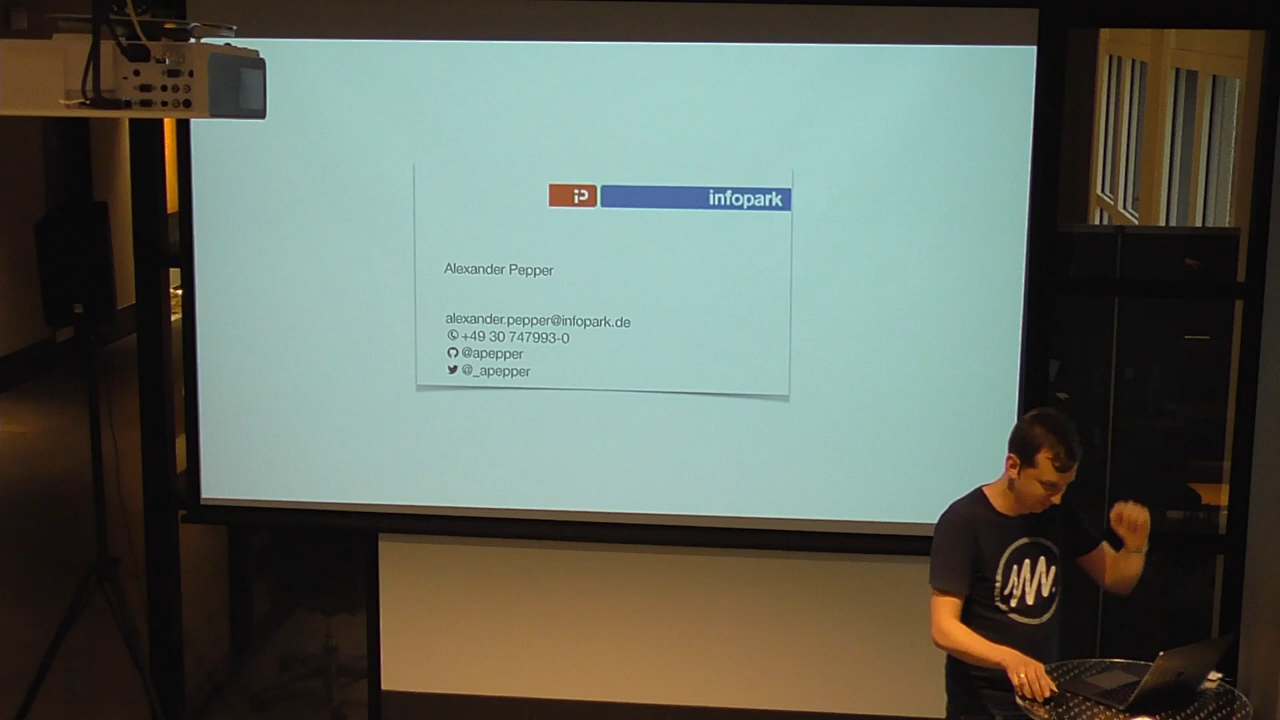 iP infopark
Alexander Pepper
alexander.pepper@infopark.de
+49 30 747993-0
@apepper
@_apepper